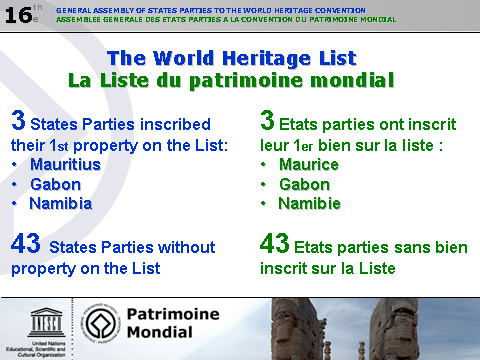 16th e
GENERAL ASSEMBLY OF STATES PARTIES TO THE WORLD HERITAGE CONVENTION
ASSEMBLEE GENERALE DES ETATS PARTIES A LA CONVENTION DU PATRIMOINE MONDIAL
The World Heritage List
La Liste du patrimoine mondial
3 States Parties inscribed
their 1st property on the List:
• Mauritius
• Gabon
• Namibia
43 States Parties without
property on the List
3 Etats parties ont inscrit
leur 1er bien sur la liste :
• Maurice
• Gabon
• Namibie
43 Etats parties sans bien
inscrit sur la Liste
UNESCO
United Nations
Educational, Scientific and
Cultural Organization
Patrimoine
Mondial